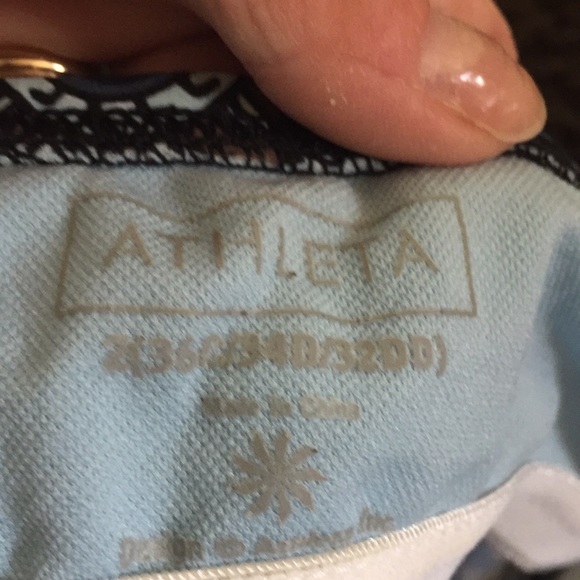 ATHLETA
2(36C/34D/32DD)
Made in China